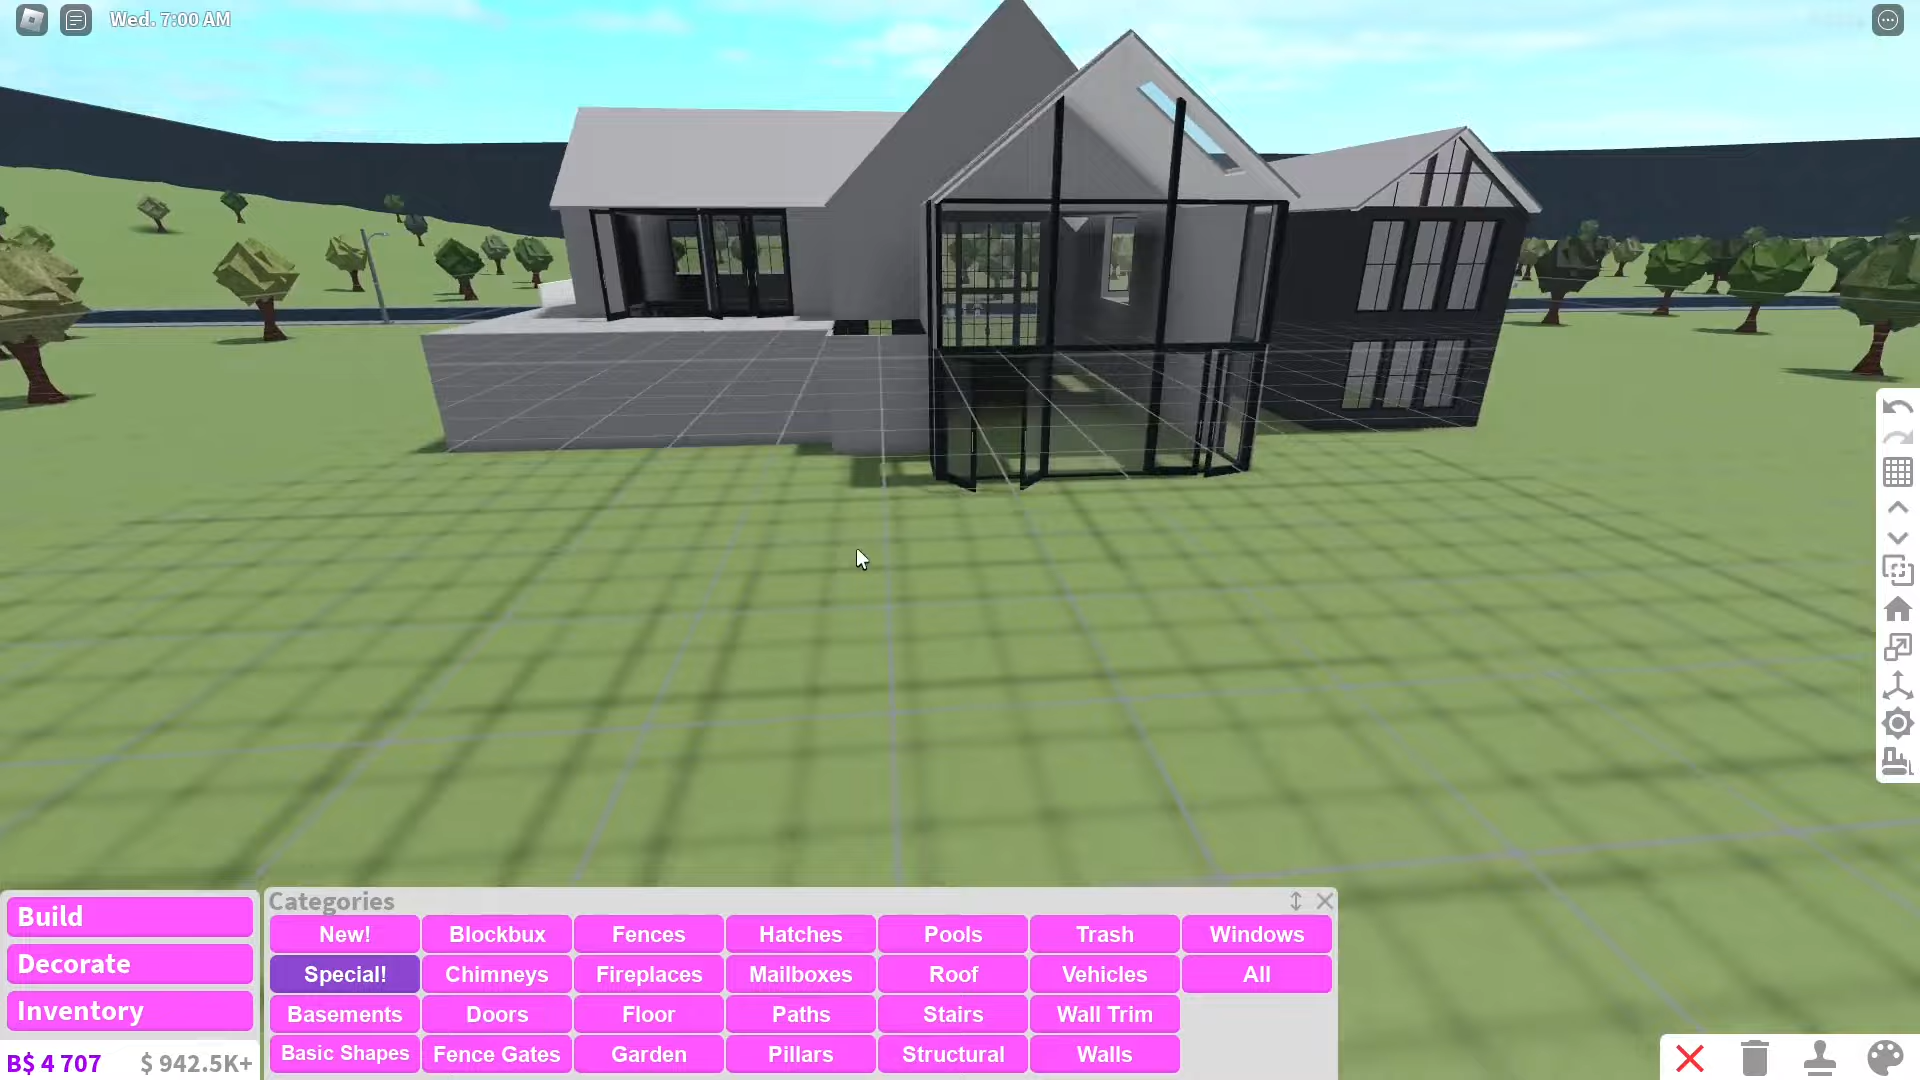 Wed. 7:00 AM
Build
Decorate
Inventory
B$ 4 707 $ 942.5K+
Categories
New! Blockbux Fences Hatches Pools Trash Windows
Special! Chimneys Fireplaces Mailboxes Roof Vehicles All
Basements Doors Floor Paths Stairs Wall Trim
Basic Shapes Fence Gates Garden Pillars Structural Walls